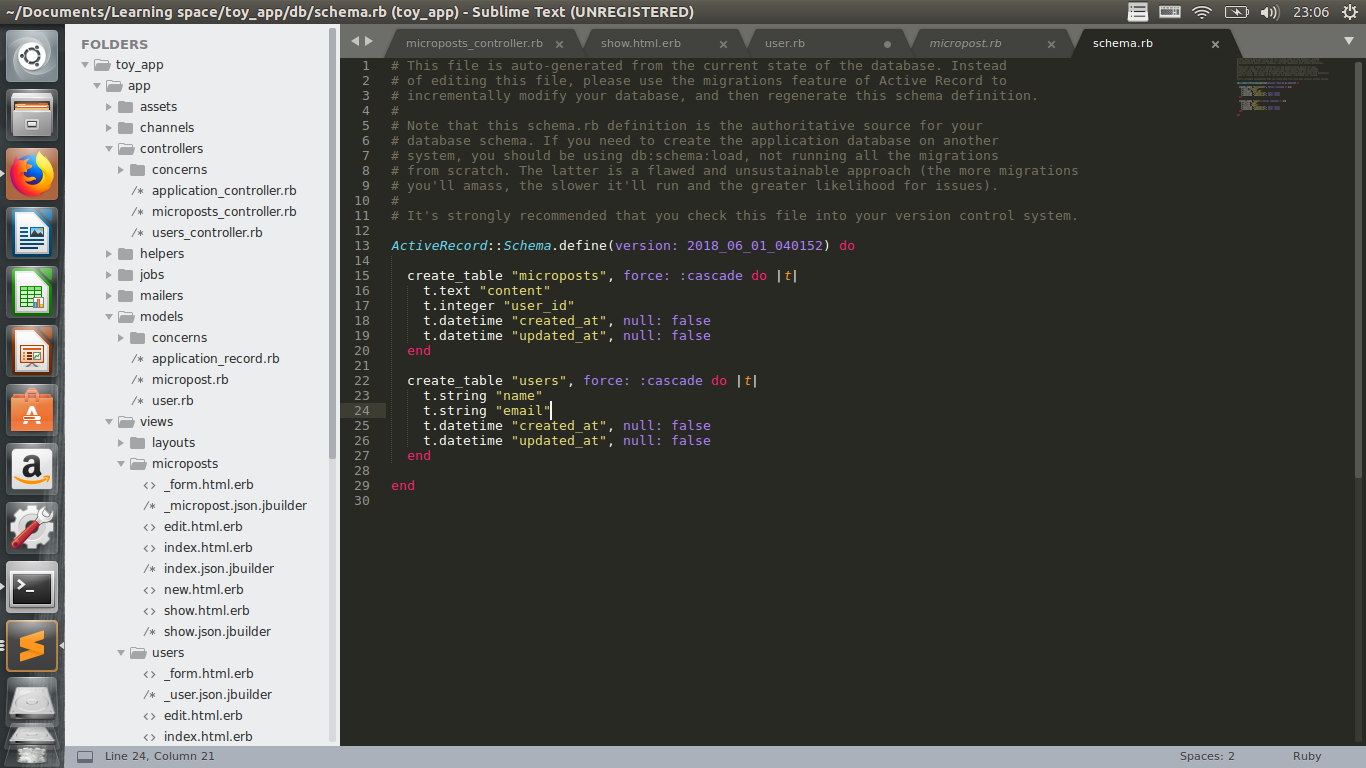 ~/Documents/Learning space/toy_app/db/schema.rb (toy_app) - Sublime Text (UNREGISTERED)
23:06
FOLDERS
toy_app
app
assets
channels
controllers
concerns
/* application_controller.rb
/* microposts_controller.rb
/* users_controller.rb
helpers
jobs
mailers
models
concerns
/* application_record.rb
/* micropost.rb
/* user.rb
views
layouts
microposts
<> _form.html.erb
/* _micropost.json.jbuilder
<> edit.html.erb
<> index.html.erb
/* index.json.jbuilder
<> new.html.erb
<> show.html.erb
/* show.json.jbuilder
users
<> _form.html.erb
/* _user.json.jbuilder
<> edit.html.erb
<> index.html.erb
microposts_controller.rb × show.html.erb × user.rb micropost.rb × schema.rb ×
1 # This file is auto-generated from the current state of the database. Instead
2 # of editing this file, please use the migrations feature of Active Record to
3 # incrementally modify your database, and then regenerate this schema definition.
4 #
5 # Note that this schema.rb definition is the authoritative source for your
6 # database schema. If you need to create the application database on another
7 # system, you should be using db:schema:load, not running all the migrations
8 # from scratch. The latter is a flawed and unsustainable approach (the more migrations
9 # you'll amass, the slower it'll run and the greater likelihood for issues).
10 #
11 # It's strongly recommended that you check this file into your version control system.
12
13 ActiveRecord::Schema.define(version: 2018_06_01_040152) do
14
15 create_table "microposts", force: :cascade do |t|
16 t.text "content"
17 t.integer "user_id"
18 t.datetime "created_at", null: false
19 t.datetime "updated_at", null: false
20 end
21
22 create_table "users", force: :cascade do |t|
23 t.string "name"
24 t.string "email"
25 t.datetime "created_at", null: false
26 t.datetime "updated_at", null: false
27 end
28
29 end
30
Line 24, Column 21
Spaces: 2
Ruby